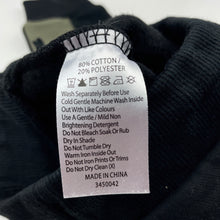 80% COTTON /
20% POLYESTER
Wash Separately Before Use
Cold Gentle Machine Wash Inside
Out With Like Colours
Use A Gentle / Mild Non
Brightening Detergent
Do Not Bleach Soak Or Rub
Dry In Shade
Do Not Tumble Dry
Warm Iron Inside Out
Do Not Iron Prints Or Trims
Do Not Dry Clean (X)
MADE IN CHINA
3450042